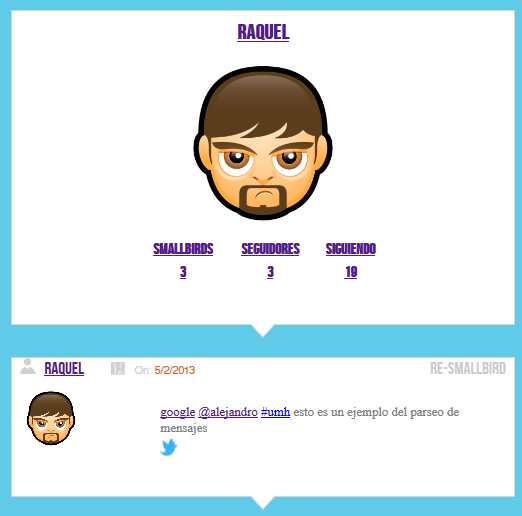 RAQUEL
SMALLBIRDS SEGUIDORES SIGUIENDO
3 3 19
RAQUEL 12 On: 5/2/2013 RE-SMALLBIRD
google @alejandro #umh esto es un ejemplo del parseo de
mensajes